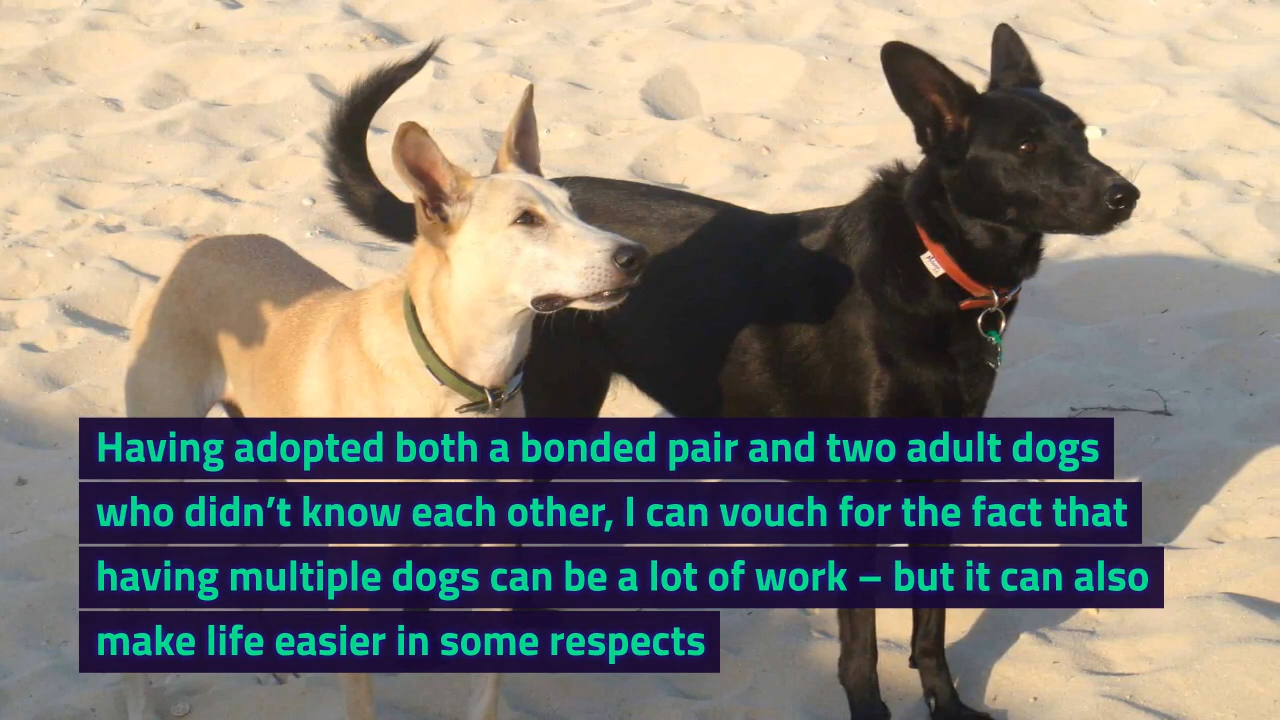 Having adopted both a bonded pair and two adult dogs
who didn’t know each other, I can vouch for the fact that
having multiple dogs can be a lot of work – but it can also
make life easier in some respects